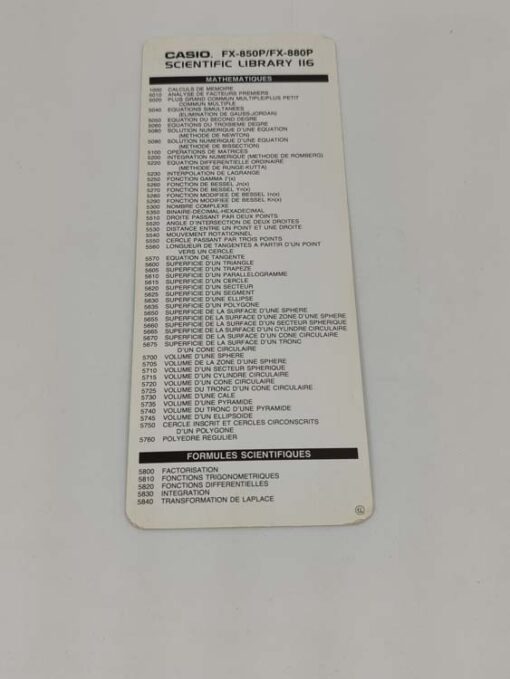 CASIO. FX-850P/FX-880P
SCIENTIFIC LIBRARY 116
MATHEMATIQUES
CALCULS DE MEMOIRE
ANALYSE DE FACTEURS PREMIERS
5020 PLUS GRAND COMMUN MULTIPLE/PLUS PETIT
COMMUN MULTIPLE
5040 EQUATIONS SIMULTANEES
(ELIMINATION DE GAUSS-JORDAN)
5050 EQUATION DU SECOND DEGRE
5060 EQUATIONS DU TROISIEME DEGRE
5080 SOLUTION NUMERIQUE D'UNE EQUATION
(METHODE DE NEWTON)
5090 SOLUTION NUMERIQUE D'UNE EQUATION
(METHODE DE BISSECTION)
5100 OPERATIONS DE MATRICES
5200 INTEGRATION NUMERIQUE (METHODE DE ROMBERG)
5220 EQUATION DIFFERENTIELLE ORDINAIRE
(METHODE DE RUNGE-KUTTA)
5230 INTERPOLATION DE LAGRANGE
5250 FONCTION GAMMA Γ(x)
5260 FONCTION DE BESSEL Jn(x)
5270 FONCTION DE BESSEL Yn(x)
5280 FONCTION MODIFIEE DE BESSEL In(x)
5290 FONCTION MODIFIEE DE BESSEL Kn(x)
5300 NOMBRE COMPLEXE
5350 BINAIRE-DECIMAL-HEXADECIMAL
5510 DROITE PASSANT PAR DEUX POINTS
5520 ANGLE D'INTERSECTION DE DEUX DROITES
5530 DISTANCE ENTRE UN POINT ET UNE DROITE
5540 MOUVEMENT ROTATIONNEL
5550 CERCLE PASSANT PAR TROIS POINTS
5560 LONGUEUR DE TANGENTES A PARTIR D'UN POINT
VERS UN CERCLE
5570 EQUATION DE TANGENTE
5600 SUPERFICIE D'UN TRIANGLE
5605 SUPERFICIE D'UN TRAPEZE
5610 SUPERFICIE D'UN PARALLELOGRAMME
5615 SUPERFICIE D'UN CERCLE
5620 SUPERFICIE D'UN SECTEUR
5625 SUPERFICIE D'UN SEGMENT
5630 SUPERFICIE D'UNE ELLIPSE
5635 SUPERFICIE D'UN POLYGONE
5650 SUPERFICIE DE LA SURFACE D'UNE SPHERE
5655 SUPERFICIE DE LA SURFACE D'UNE ZONE D'UNE SPHERE
5660 SUPERFICIE DE LA SURFACE D'UN SECTEUR SPHERIQUE
5665 SUPERFICIE DE LA SURFACE D'UN CYLINDRE CIRCULAIRE
5670 SUPERFICIE DE LA SURFACE D'UN CONE CIRCULAIRE
5675 SUPERFICIE DE LA SURFACE D'UN TRONC
D'UN CONE CIRCULAIRE
5700 VOLUME D'UNE SPHERE
5705 VOLUME DE LA ZONE D'UNE SPHERE
5710 VOLUME D'UN SECTEUR SPHERIQUE
5715 VOLUME D'UN CYLINDRE CIRCULAIRE
5720 VOLUME D'UN CONE CIRCULAIRE
5725 VOLUME DU TRONC D'UN CONE CIRCULAIRE
5730 VOLUME D'UNE CALE
5735 VOLUME D'UNE PYRAMIDE
5740 VOLUME DU TRONC D'UNE PYRAMIDE
5745 VOLUME D'UN ELLIPSOÏDE
5750 CERCLE INSCRIT ET CERCLES CIRCONSCRITS
D'UN POLYGONE
5760 POLYEDRE REGULIER
FORMULES SCIENTIFIQUES
5800 FACTORISATION
5810 FONCTIONS TRIGONOMETRIQUES
5820 FONCTIONS DIFFERENTIELLES
5830 INTEGRATION
5840 TRANSFORMATION DE LAPLACE